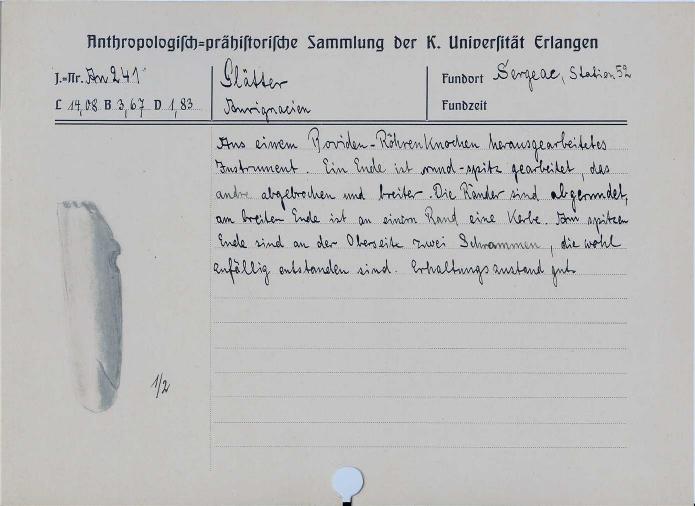 Anthropologisch-prähistorische Sammlung der K. Universität Erlangen
J.-Nr. An 241
L 14,08 B 3,67 D 1,83
Glätter
Aurignacien
Fundort Sergeac, Station 52
Fundzeit
Aus einem Boviden-Röhrenknochen herausgearbeitetes
Instrument. Ein Ende ist rund-spitz gearbeitet, das
andre abgebrochen und breiter. Die Ränder sind abgerundet,
am breiten Ende ist an einem Rand eine Kerbe. Am spitzen
Ende sind an der Oberseite zwei Schrammen, die wohl
zufällig entstanden sind. Erhaltungszustand gut.
1/2